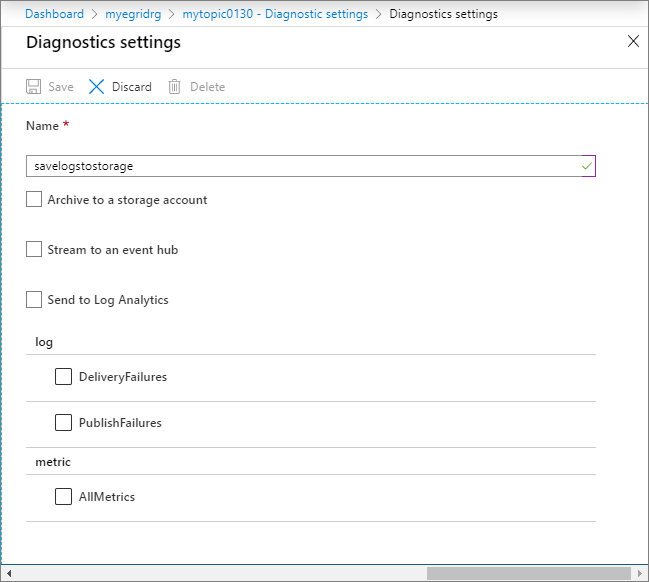 Dashboard > myegridrg > mytopic0130 - Diagnostic settings > Diagnostics settings
Diagnostics settings
Save Discard Delete
Name *
savelogstostorage
Archive to a storage account
Stream to an event hub
Send to Log Analytics
log
DeliveryFailures
PublishFailures
metric
AllMetrics